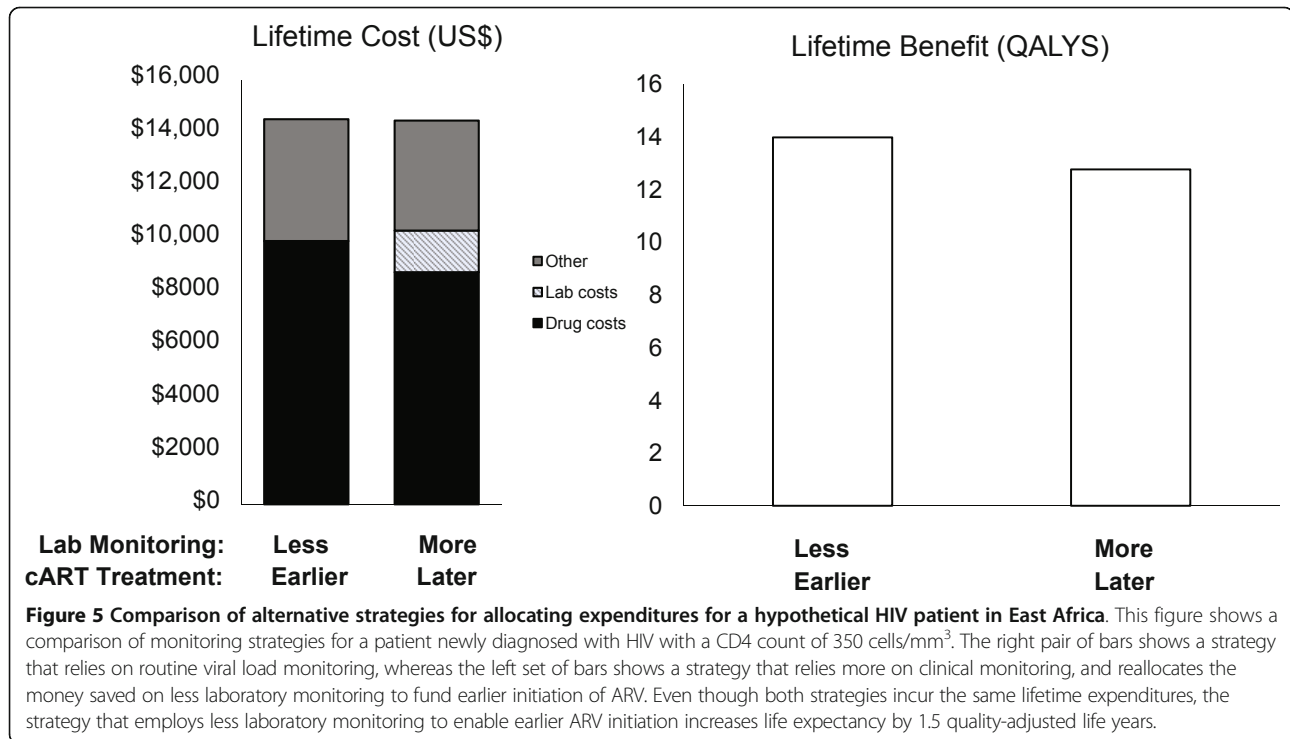 Lifetime Cost (US$)
$16,000
$14,000
$12,000
$10,000
$8000
$6000
$4000
$2000
$0
Other
Lab costs
Drug costs
Lifetime Benefit (QALYS)
16
14
12
10
8
6
4
2
0
Lab Monitoring: Less More
cART Treatment: Earlier Later
Less More
Earlier Later
Figure 5 Comparison of alternative strategies for allocating expenditures for a hypothetical HIV patient in East Africa. This figure shows a
comparison of monitoring strategies for a patient newly diagnosed with HIV with a CD4 count of 350 cells/mm³. The right pair of bars shows a strategy
that relies on routine viral load monitoring, whereas the left set of bars shows a strategy that relies more on clinical monitoring, and reallocates the
money saved on less laboratory monitoring to fund earlier initiation of ARV. Even though both strategies incur the same lifetime expenditures, the
strategy that employs less laboratory monitoring to enable earlier ARV initiation increases life expectancy by 1.5 quality-adjusted life years.